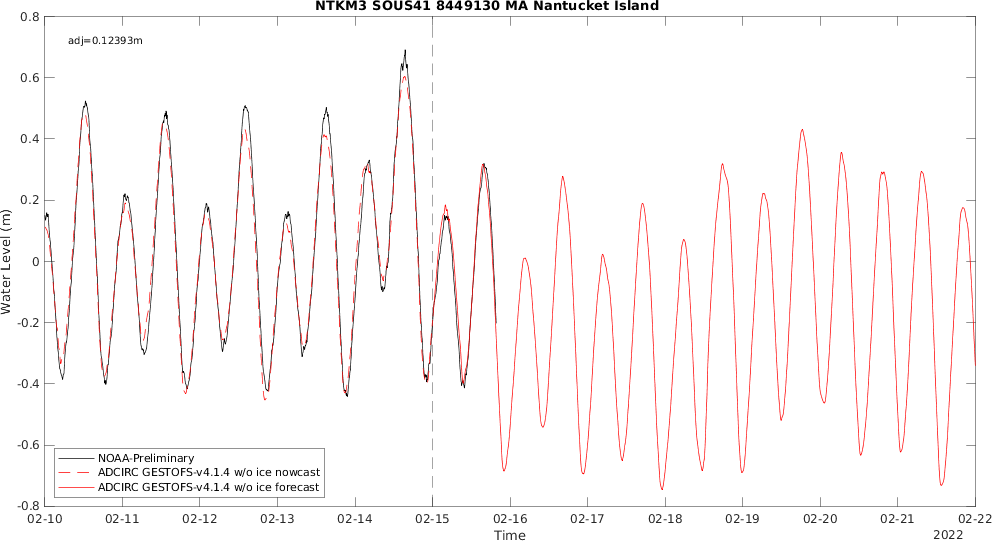 NTKM3 SOUS41 8449130 MA Nantucket Island
adj=0.12393m
0.8
0.6
0.4
0.2
0
-0.2
-0.4
-0.6
-0.8
Water Level (m)
NOAA-Preliminary
ADCIRC GESTOFS-v4.1.4 w/o ice nowcast
ADCIRC GESTOFS-v4.1.4 w/o ice forecast
02-10 02-11 02-12 02-13 02-14 02-15 02-16 02-17 02-18 02-19 02-20 02-21 02-22
Time
2022